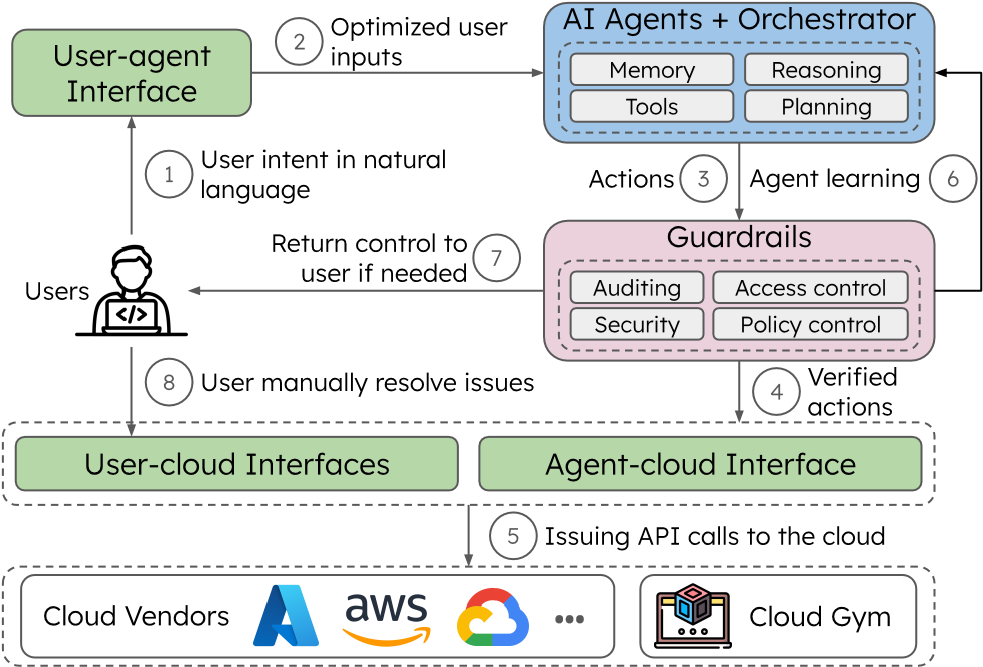 User-agent
Interface
2
Optimized user
inputs
AI Agents + Orchestrator
Memory
Reasoning
Tools
Planning
1
User intent in natural
language
Actions
3
Agent learning
6
Return control to
user if needed
7
Guardrails
Auditing
Access control
Security
Policy control
Users
</>
8
User manually resolve issues
4
Verified
actions
User-cloud Interfaces
Agent-cloud Interface
5
Issuing API calls to the cloud
Cloud Vendors
aws
Cloud Gym